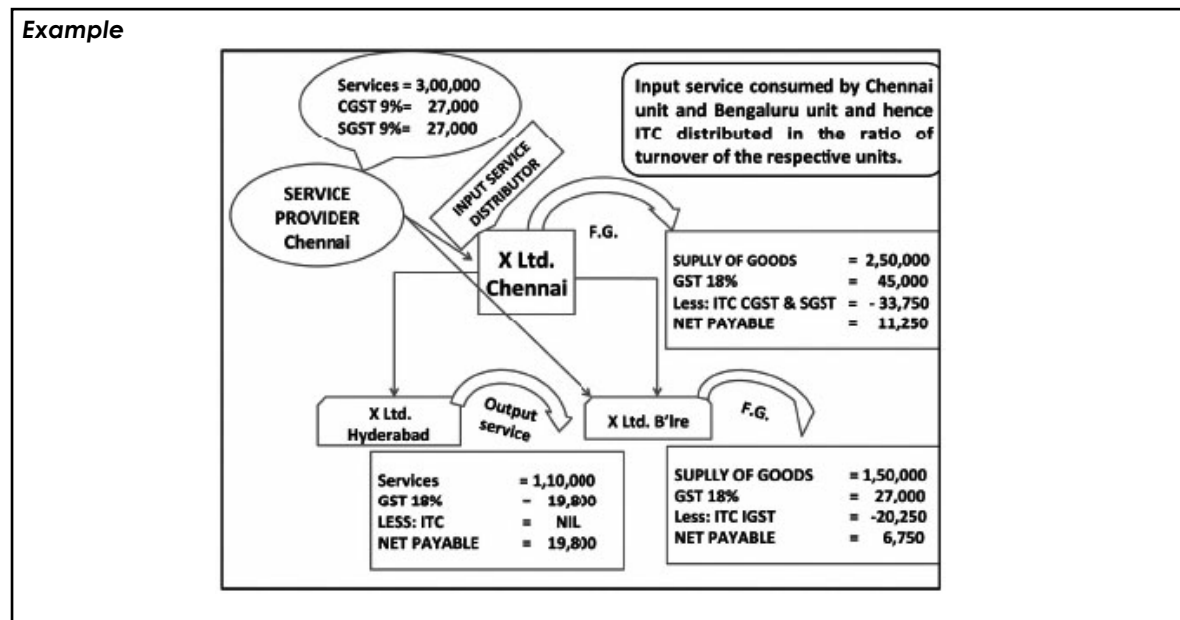 Example
Services = 3,00,000
CGST 9%= 27,000
SGST 9%= 27,000
Input service consumed by Chennai
unit and Bengaluru unit and hence
ITC distributed in the ratio of
turnover of the respective units.
SERVICE
PROVIDER
Chennai
INPUT SERVICE
DISTRIBUTOR
X Ltd.
Chennai
F.G.
SUPLLY OF GOODS = 2,50,000
GST 18% = 45,000
Less: ITC CGST & SGST = - 33,750
NET PAYABLE = 11,250
X Ltd.
Hyderabad
Output
service
X Ltd. B'lre
F.G.
Services = 1,10,000
GST 18% – 19,800
LESS: ITC = NIL
NET PAYABLE = 19,800
SUPLLY OF GOODS = 1,50,000
GST 18% = 27,000
Less: ITC IGST = -20,250
NET PAYABLE = 6,750